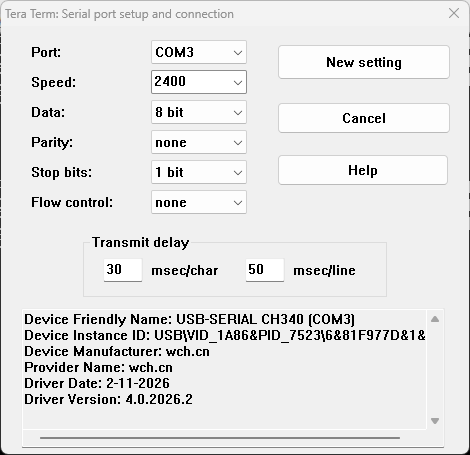 Tera Term: Serial port setup and connection
Port: COM3 New setting
Speed: 2400
Data: 8 bit Cancel
Parity: none
Stop bits: 1 bit Help
Flow control: none
Transmit delay
30 msec/char 50 msec/line
Device Friendly Name: USB-SERIAL CH340 (COM3)
Device Instance ID: USB\VID_1A86&PID_7523\6&81F977D&1&
Device Manufacturer: wch.cn
Provider Name: wch.cn
Driver Date: 2-11-2026
Driver Version: 4.0.2026.2